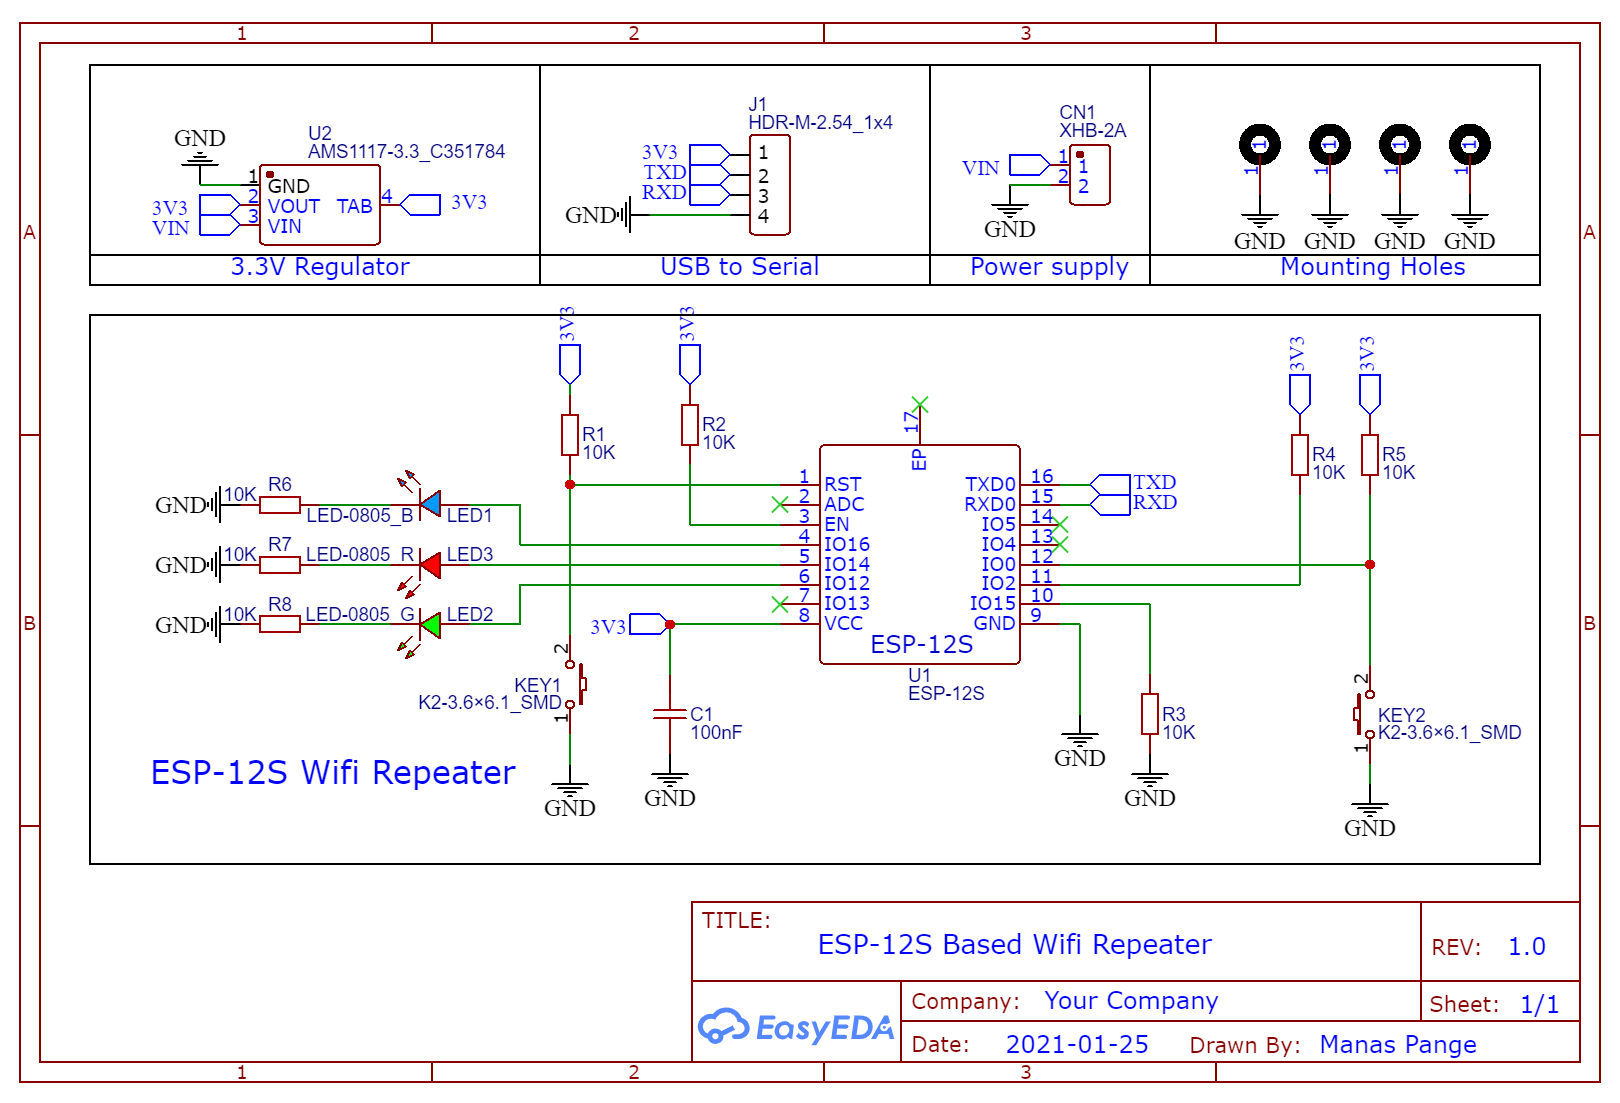 1 2 3
A
A
B
B
1 2 3
GND
U2
AMS1117-3.3_C351784
1 GND
3V3 2 VOUT TAB 4 3V3
VIN 3 VIN
3.3V Regulator
J1
HDR-M-2.54_1x4
3V3 1
TXD 2
RXD 3
GND 4
USB to Serial
CN1
XHB-2A
VIN 1 1
2 2
GND
Power supply
1 1 1 1
1 1 1 1
GND GND GND GND
Mounting Holes
3V3
R1
10K
3V3
R2
10K
3V3
R4
10K
3V3
R5
10K
17
EP
1 RST
2 ADC
3 EN
4 IO16
5 IO14
6 IO12
7 IO13
8 VCC
TXD0 16 TXD
RXD0 15 RXD
IO5 14
IO4 13
IO0 12
IO2 11
IO15 10
GND 9
ESP-12S
U1
ESP-12S
GND 10K R6 LED-0805_B LED1
GND 10K R7 LED-0805_R LED3
GND 10K R8 LED-0805_G LED2
3V3
2
KEY1
K2-3.6×6.1_SMD
1
GND
C1
100nF
GND
GND
R3
10K
GND
2
KEY2
K2-3.6×6.1_SMD
1
GND
ESP-12S Wifi Repeater
TITLE:
ESP-12S Based Wifi Repeater
REV: 1.0
EasyEDA
Company: Your Company
Sheet: 1/1
Date: 2021-01-25 Drawn By: Manas Pange